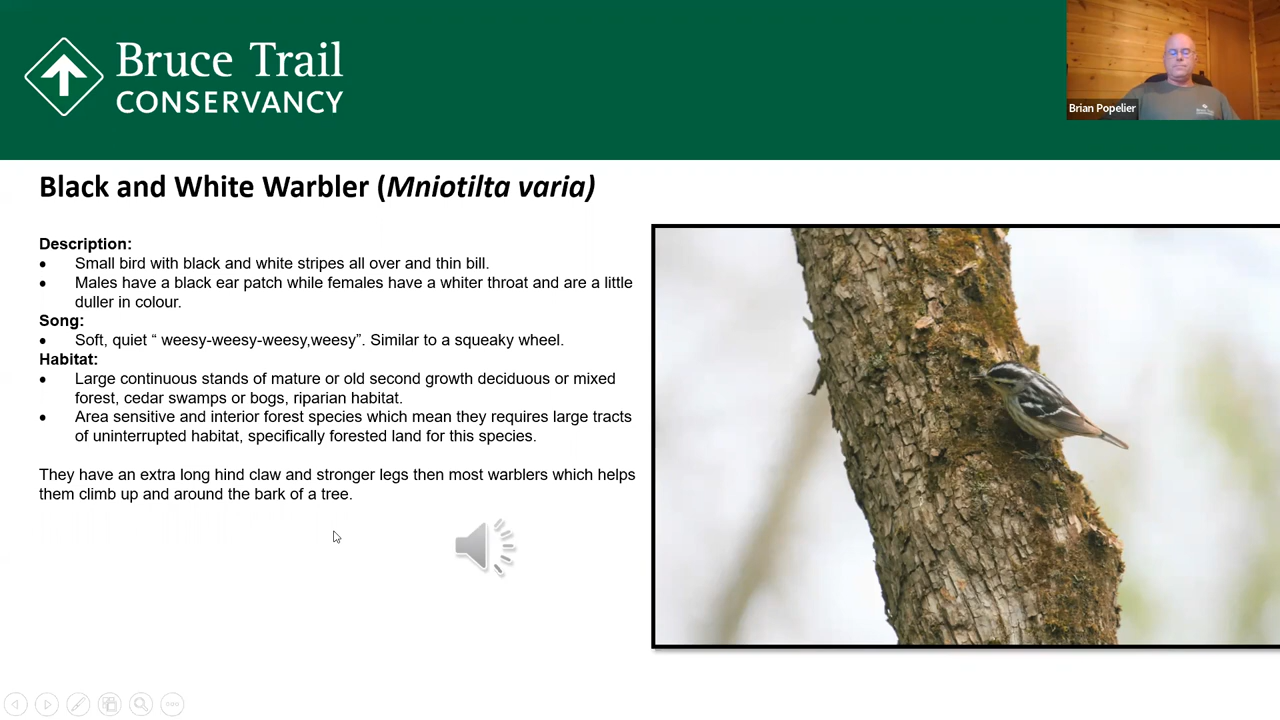 Bruce Trail
CONSERVANCY
Brian Popelier
Black and White Warbler (Mniotilta varia)
Description:
• Small bird with black and white stripes all over and thin bill.
• Males have a black ear patch while females have a whiter throat and are a little
duller in colour.
Song:
• Soft, quiet “ weesy-weesy-weesy,weesy”. Similar to a squeaky wheel.
Habitat:
• Large continuous stands of mature or old second growth deciduous or mixed
forest, cedar swamps or bogs, riparian habitat.
• Area sensitive and interior forest species which mean they requires large tracts
of uninterrupted habitat, specifically forested land for this species.
They have an extra long hind claw and stronger legs then most warblers which helps
them climb up and around the bark of a tree.